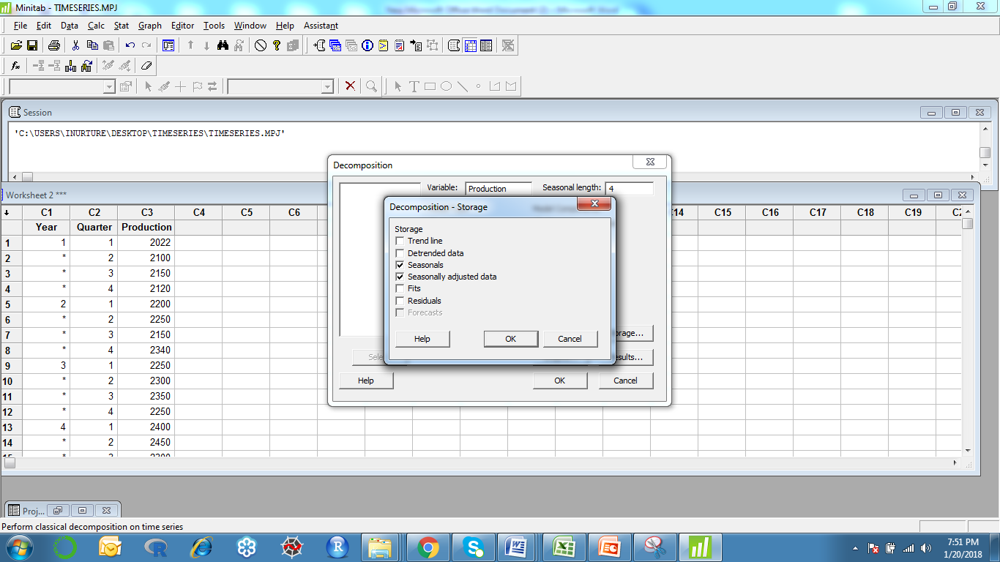 Minitab - TIMESERIES.MPJ
File Edit Data Calc Stat Graph Editor Tools Window Help Assistant
Session
'C:\USERS\INURTURE\DESKTOP\TIMESERIES\TIMESERIES.MPJ'
Decomposition
Variable: Production Seasonal length: 4
Worksheet 2 ***
Decomposition - Storage
Storage
Trend line
Detrended data
Seasonals
Seasonally adjusted data
Fits
Residuals
Forecasts
Help OK Cancel
Help OK Cancel
C1 C2 C3 C4 C5 C6 C15 C16 C17 C18 C19
Year Quarter Production
1 1 1 2022
2 * 2 2100
3 * 3 2150
4 * 4 2120
5 2 1 2200
6 * 2 2250
7 * 3 2150
8 * 4 2340
9 3 1 2250
10 * 2 2300
11 * 3 2350
12 * 4 2250
13 4 1 2400
14 * 2 2450
Proj...
Perform classical decomposition on time series
7:51 PM
1/20/2018